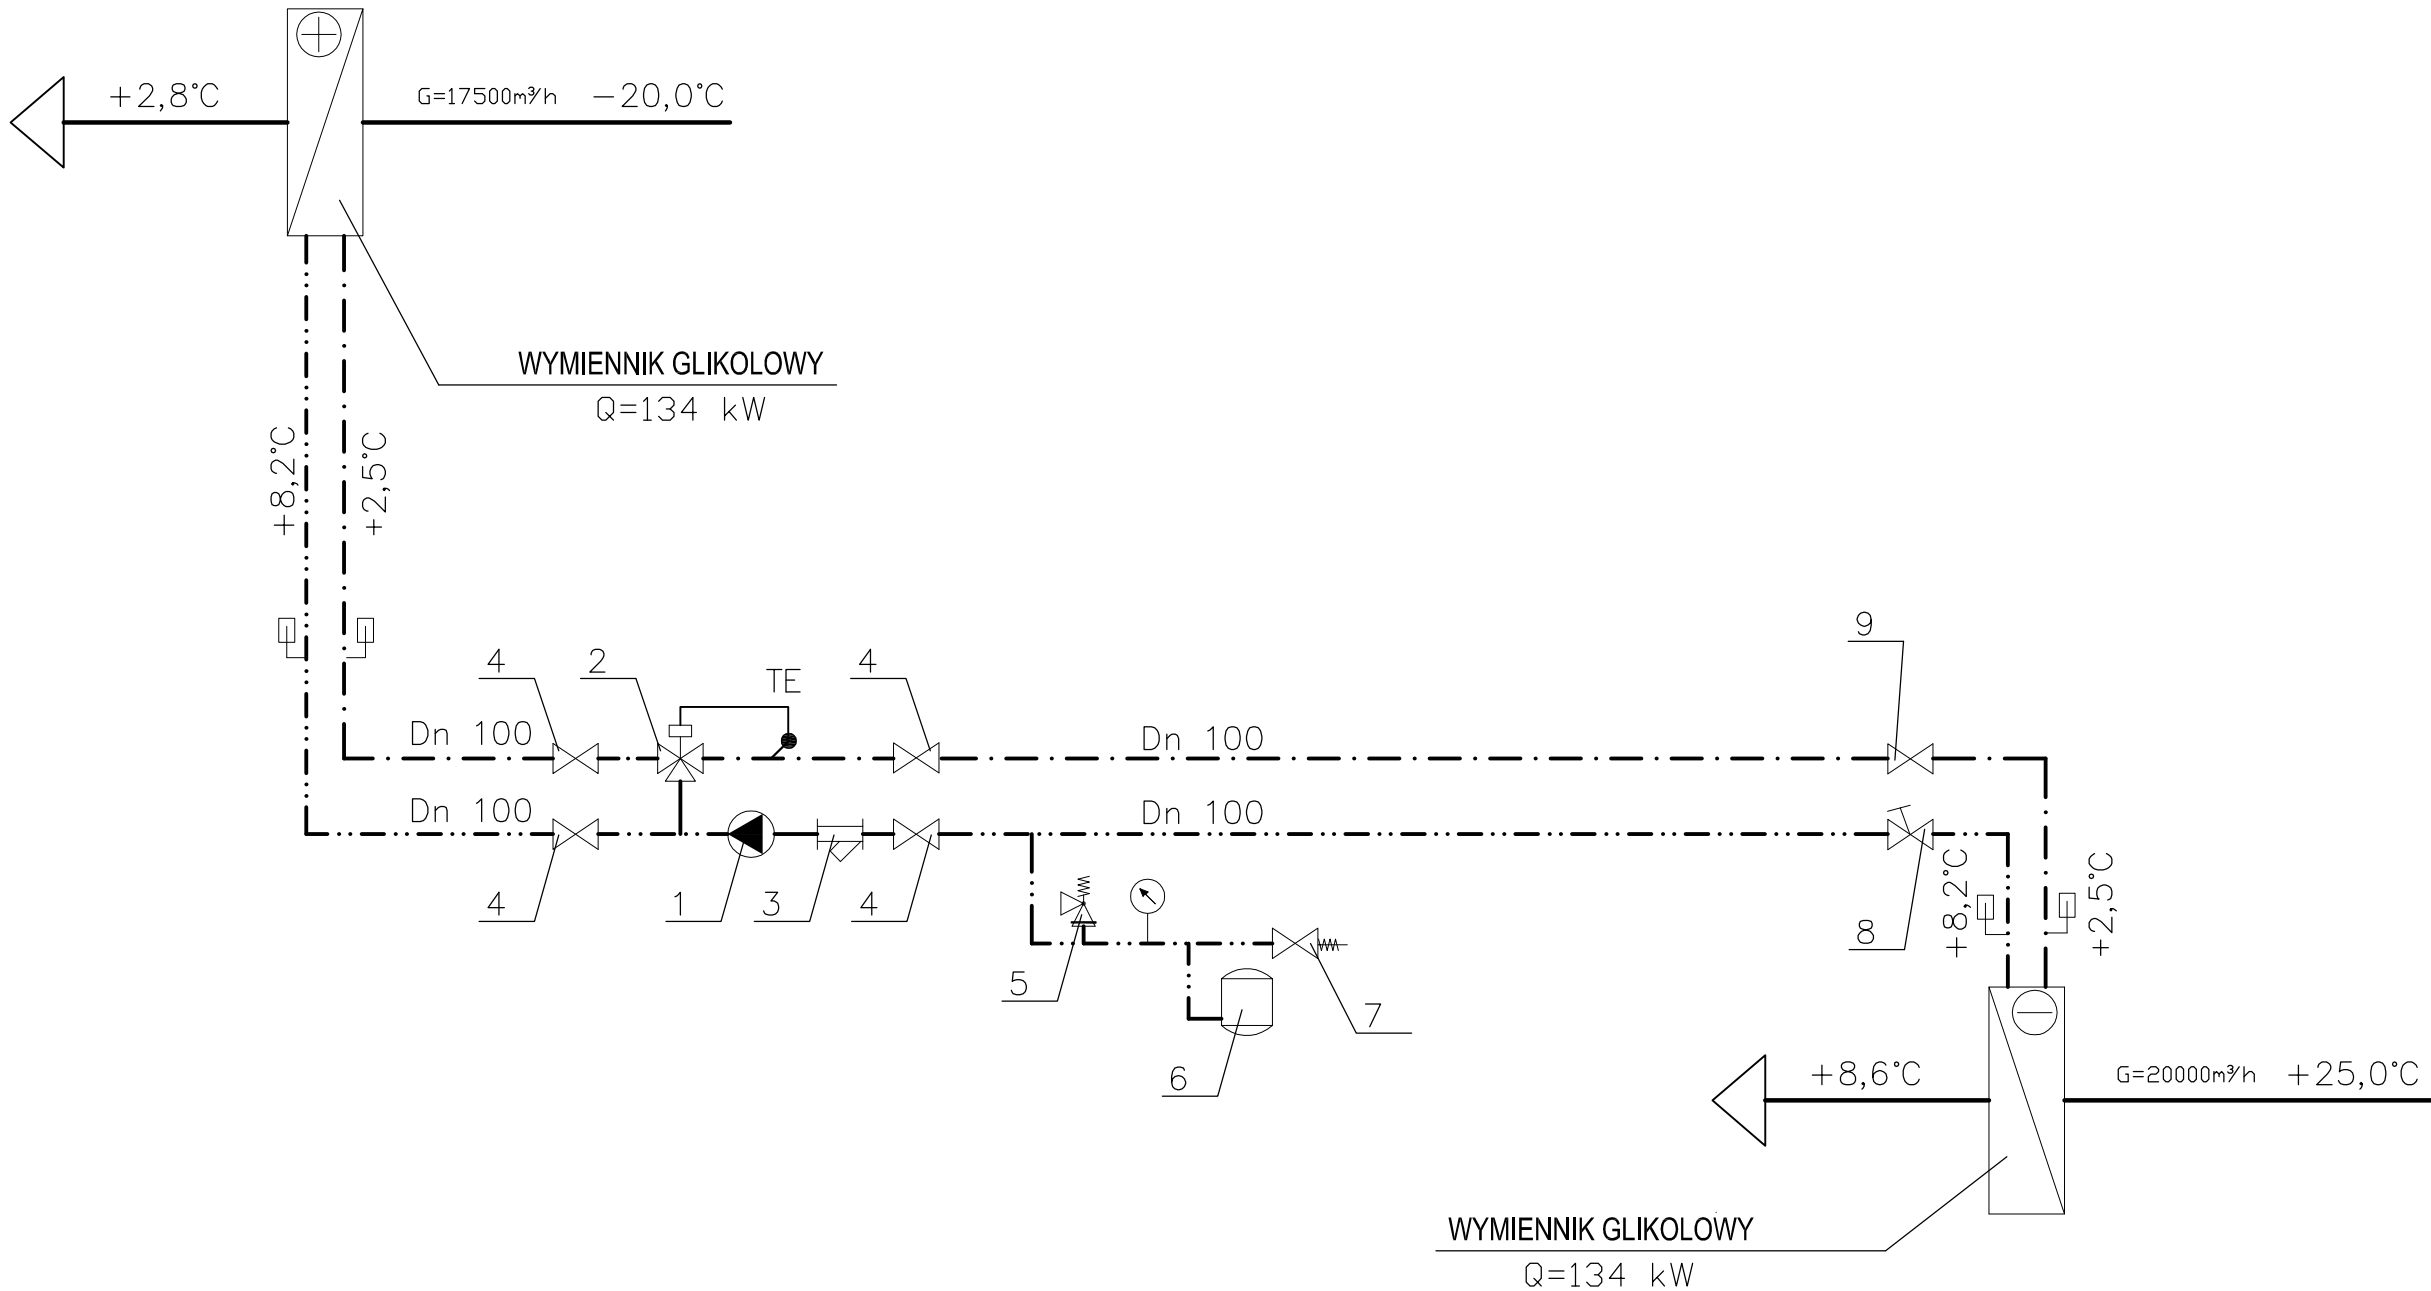 +2,8°C
G=17500m³/h
−20,0°C
WYMIENNIK GLIKOLOWY
Q=134 kW
+8,2°C
+2,5°C
4
2
TE
4
9
Dn 100
Dn 100
Dn 100
Dn 100
4
1
3
4
5
6
7
8
+8,2°C
+2,5°C
+8,6°C
G=20000m³/h
+25,0°C
WYMIENNIK GLIKOLOWY
Q=134 kW